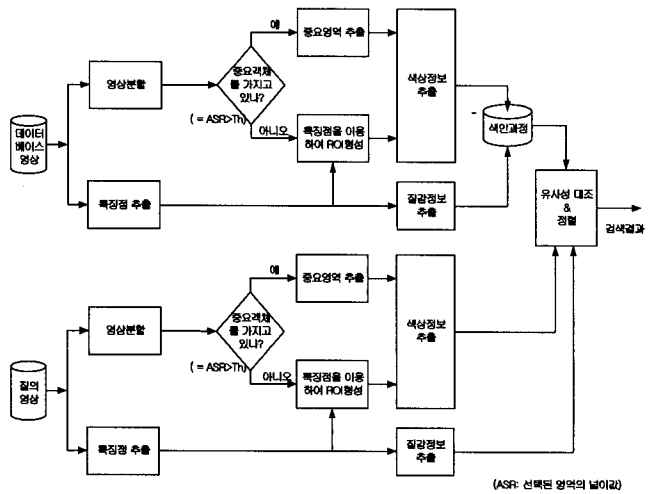 예
중요영역 추출
영상분할
중요객체
를 가지고
있나?
( = ASR>Th)
아니오
특징점을 이용
하여 ROI형성
색상정보
추출
색인과정
데이터
베이스
영상
특징점 추출
질감정보
추출
유사성 대조
&
정렬
검색결과
예
중요영역 추출
영상분할
중요객체
를 가지고
있나?
( = ASR>Th)
아니오
특징점을 이용
하여 ROI형성
색상정보
추출
질의
영상
특징점 추출
질감정보
추출
(ASR: 선택된 영역의 넓이값)